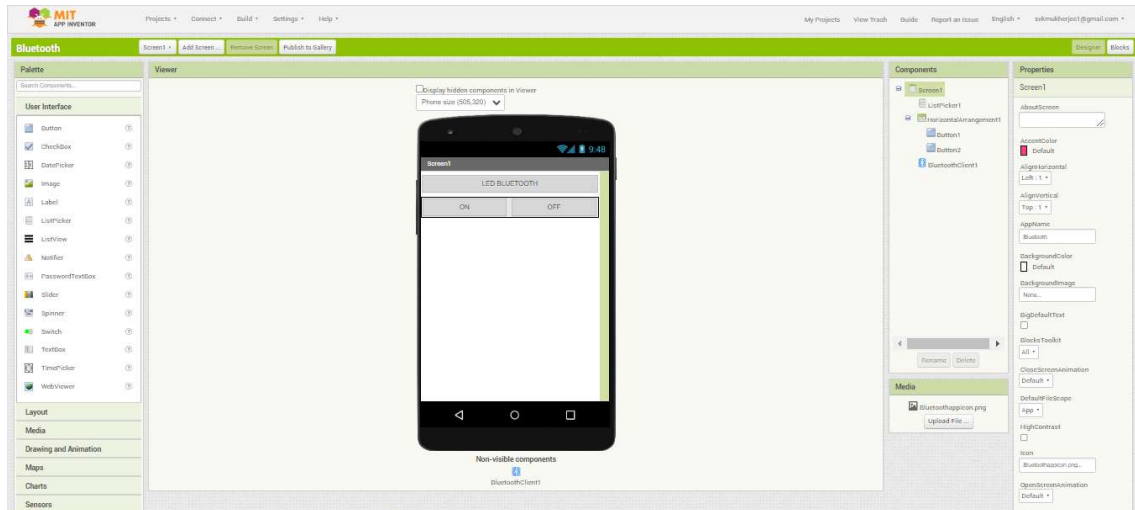 MIT
APP INVENTOR
Projects Connect Build Settings Help
My Projects View Trash Guide Report an Issue English
Bluetooth
Screen1 Add Screen ... Remove Screen Publish to Gallery
Designer Blocks
Palette
Search Components...
User Interface
Button
CheckBox
DatePicker
Image
Label
ListPicker
ListView
Notifier
PasswordTextBox
Slider
Spinner
Switch
TextBox
TimePicker
WebViewer
Layout
Media
Drawing and Animation
Maps
Charts
Sensors
Viewer
Display hidden components in Viewer
Phone size (505,320)
9:48
Screen1
LED BLUETOOTH
ON OFF
Non-visible components
BluetoothClient1
Components
Screen1
ListPicker1
HorizontalArrangement1
Button1
Button2
BluetoothClient1
Rename Delete
Media
Bluetoothappicon.png
Upload File ...
Properties
Screen1
AboutScreen
AccentColor
Default
AlignHorizontal
Left : 1
AlignVertical
Top : 1
AppName
Bluetooth
BackgroundColor
Default
BackgroundImage
None...
BigDefaultText
BlocksToolkit
All
CloseScreenAnimation
Default
DefaultFileScope
App
HighContrast
Icon
Bluetoothappicon.png...
OpenScreenAnimation
Default